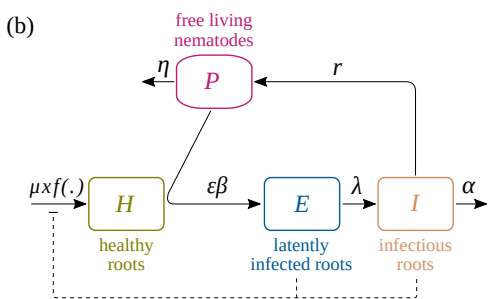 (b)
free living
nematodes
η
P
r
μxf(.)
H
εβ
E
λ
I
α
healthy
roots
latently
infected roots
infectious
roots